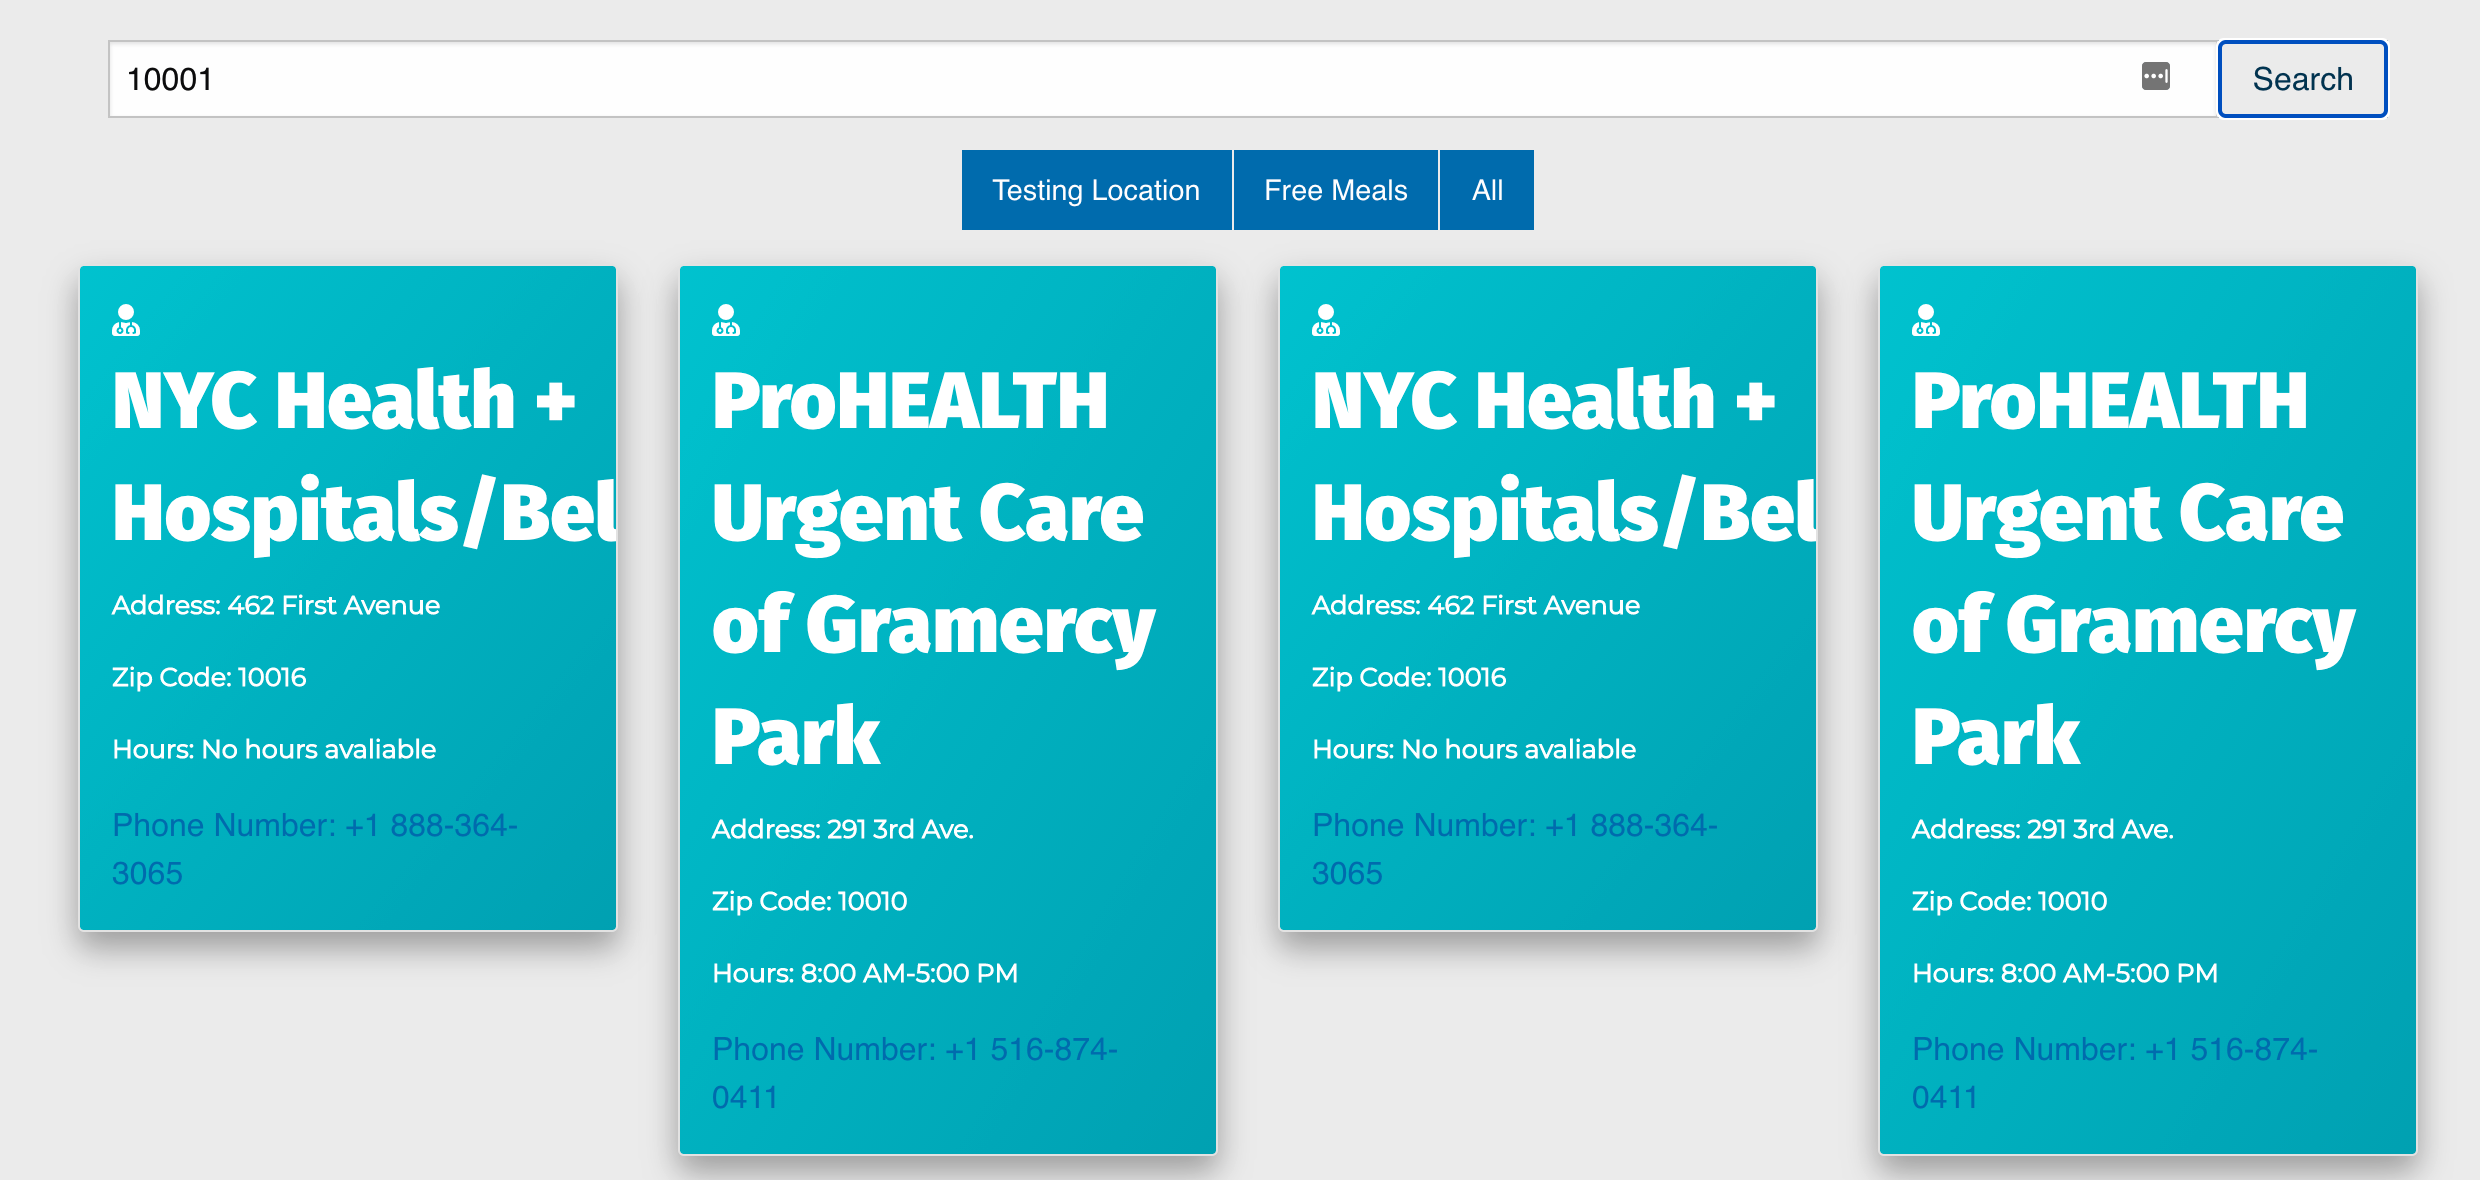 10001
Search
Testing Location
Free Meals
All
NYC Health +
Hospitals/Bel
Address: 462 First Avenue
Zip Code: 10016
Hours: No hours avaliable
Phone Number: +1 888-364-
3065
ProHEALTH
Urgent Care
of Gramercy
Park
Address: 291 3rd Ave.
Zip Code: 10010
Hours: 8:00 AM-5:00 PM
Phone Number: +1 516-874-
0411
NYC Health +
Hospitals/Bel
Address: 462 First Avenue
Zip Code: 10016
Hours: No hours avaliable
Phone Number: +1 888-364-
3065
ProHEALTH
Urgent Care
of Gramercy
Park
Address: 291 3rd Ave.
Zip Code: 10010
Hours: 8:00 AM-5:00 PM
Phone Number: +1 516-874-
0411